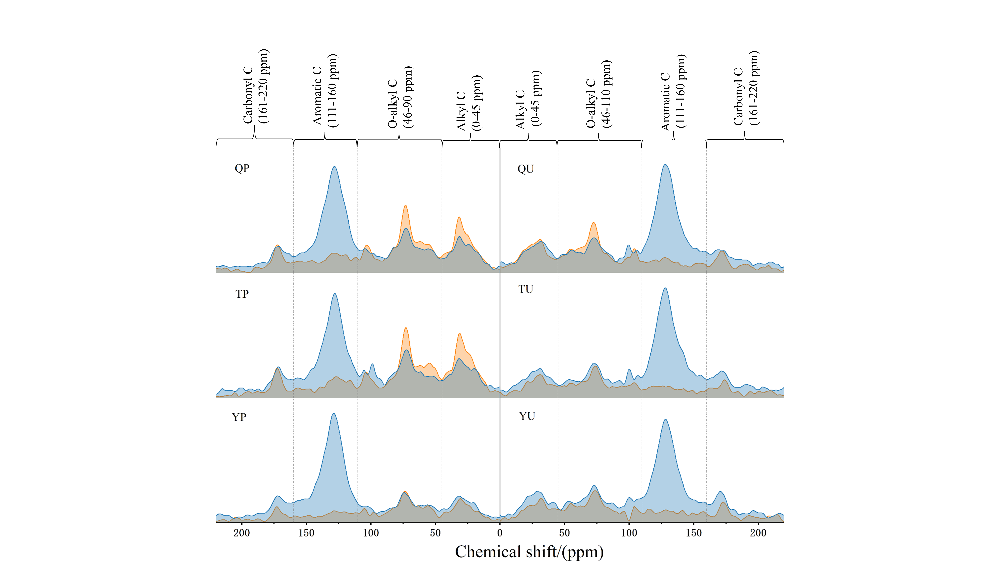 Carbonyl C
(161-220 ppm)
Aromatic C
(111-160 ppm)
O-alkyl C
(46-90 ppm)
Alkyl C
(0-45 ppm)
Alkyl C
(0-45 ppm)
O-alkyl C
(46-110 ppm)
Aromatic C
(111-160 ppm)
Carbonyl C
(161-220 ppm)
QP
QU
TP
TU
YP
YU
200 150 100 50 0 50 100 150 200
Chemical shift/(ppm)